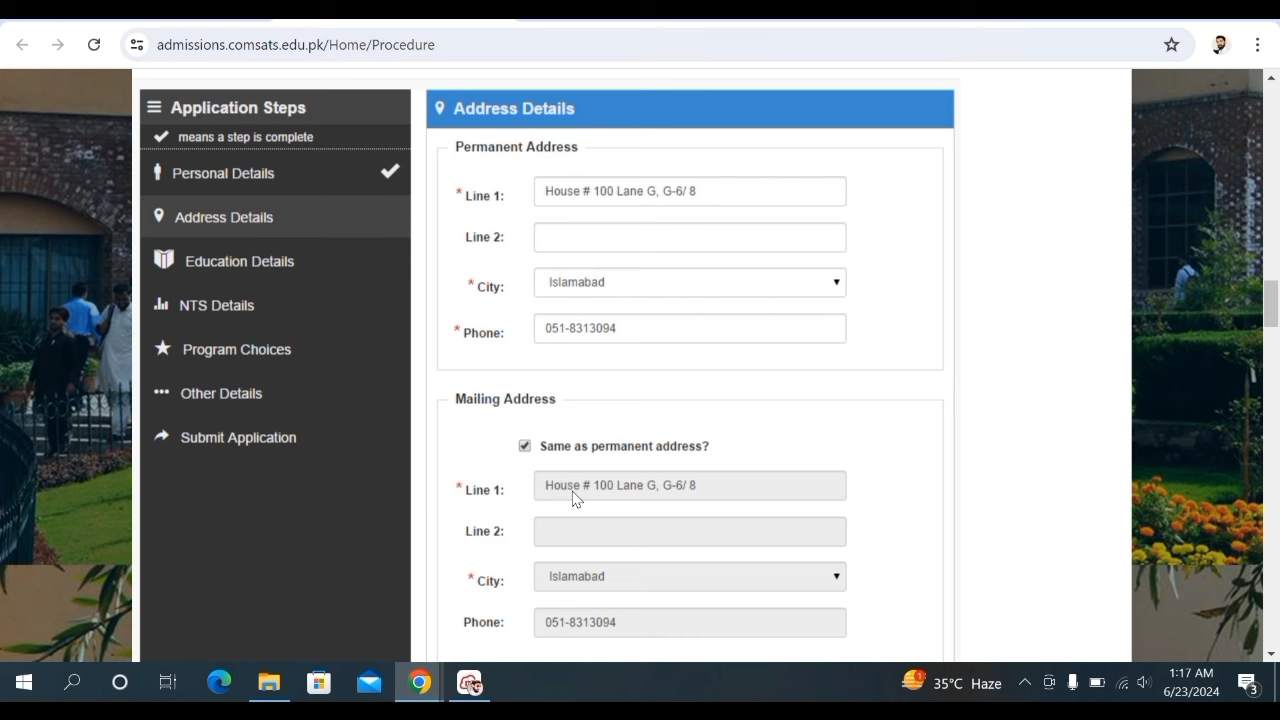 admissions.comsats.edu.pk/Home/Procedure
Application Steps
means a step is complete
Personal Details
Address Details
Education Details
NTS Details
Program Choices
Other Details
Submit Application
Address Details
Permanent Address
* Line 1: House # 100 Lane G, G-6/ 8
Line 2:
* City: Islamabad
* Phone: 051-8313094
Mailing Address
Same as permanent address?
* Line 1: House # 100 Lane G, G-6/ 8
Line 2:
* City: Islamabad
Phone: 051-8313094
1
35°C Haze
1:17 AM
6/23/2024
3